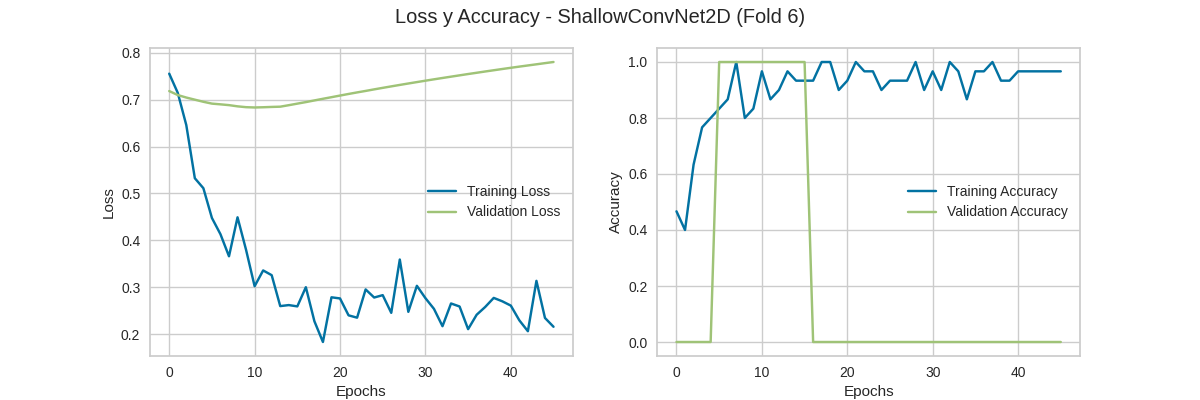 Loss y Accuracy - ShallowConvNet2D (Fold 6)
0.8
0.7
0.6
0.5
0.4
0.3
0.2
Loss
0 10 20 30 40
Epochs
Training Loss
Validation Loss
1.0
0.8
0.6
0.4
0.2
0.0
Accuracy
0 10 20 30 40
Epochs
Training Accuracy
Validation Accuracy